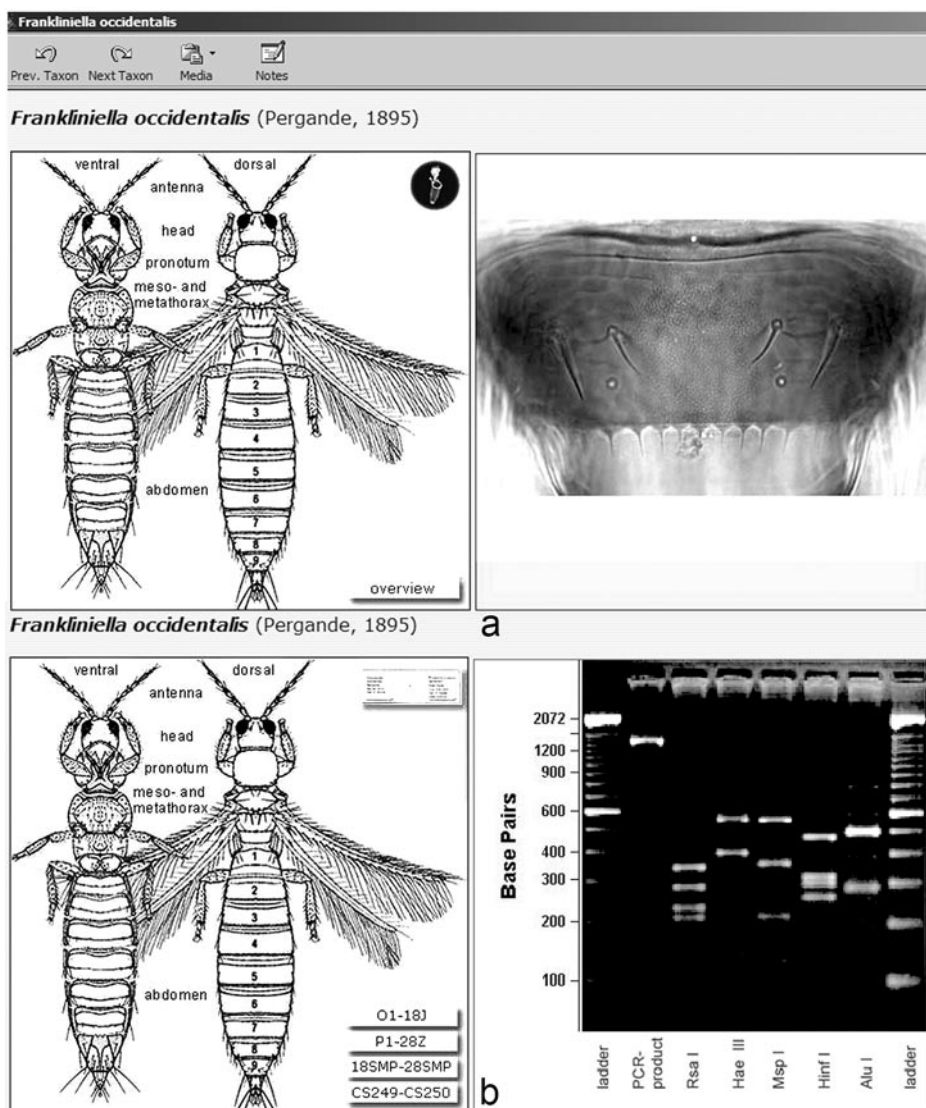 Frankliniella occidentalis
Prev. Taxon Next Taxon Media Notes
Frankliniella occidentalis (Pergande, 1895)
ventral dorsal
antenna
head
pronotum
meso- and
metathorax
1
2
3
4
5
6
7
8
9
abdomen
overview
a
Frankliniella occidentalis (Pergande, 1895)
ventral dorsal
antenna
head
pronotum
meso- and
metathorax
1
2
3
4
5
6
7
8
9
abdomen
O1-18J
P1-28Z
18SMP-28SMP
CS249-CS250
Base Pairs
2072
1200
900
600
400
300
200
100
ladder
PCR-
product
Rsa I
Hae III
Msp I
Hinf I
Alu I
ladder
b